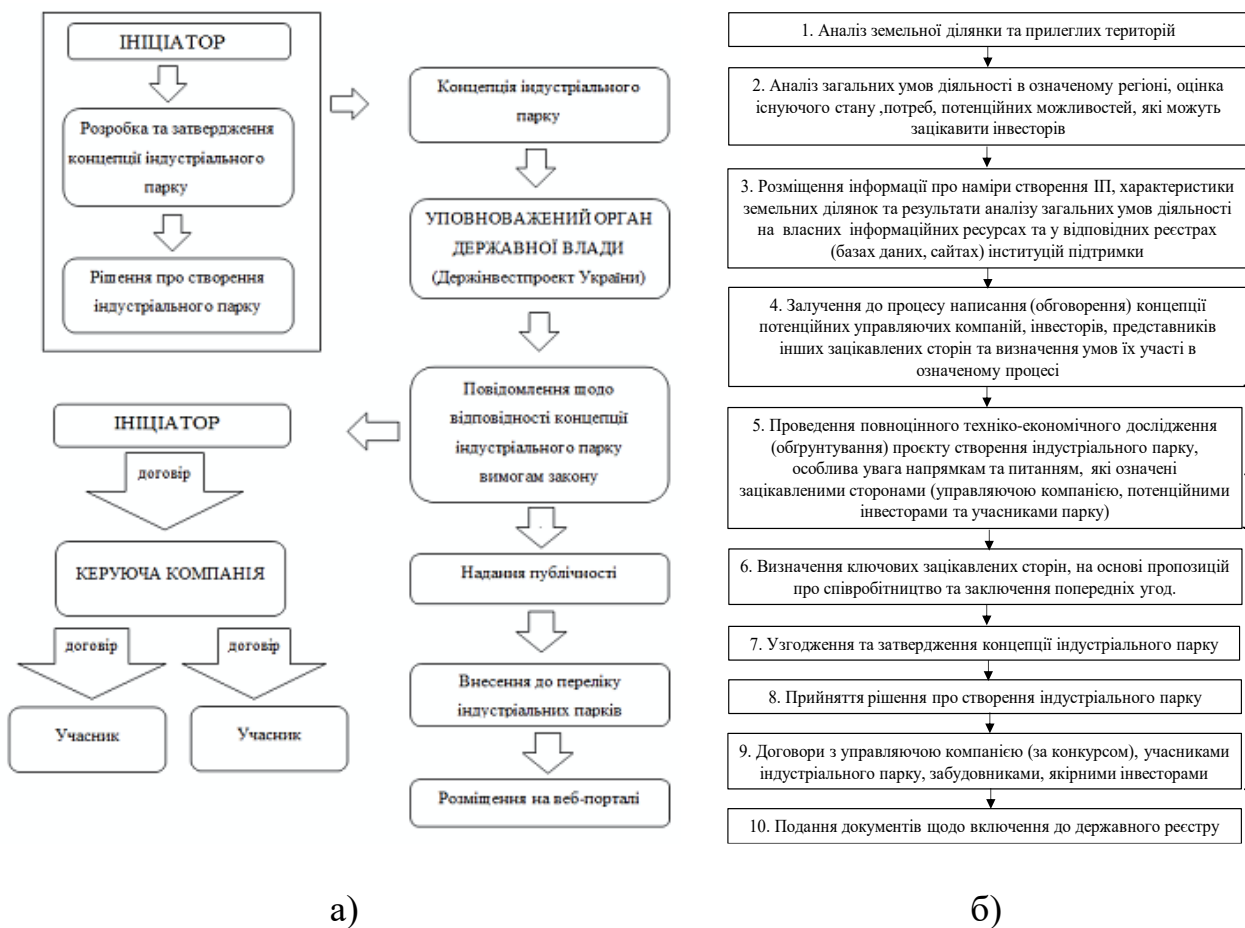 ІНІЦІАТОР
Розробка та затвердження
концепції індустріального
парку
Рішення про створення
індустріального парку
Концепція індустріального
парку
УПОВНОВАЖЕНИЙ ОРГАН
ДЕРЖАВНОЇ ВЛАДИ
(Держінвестпроект України)
Повідомлення щодо
відповідності концепції
індустріального парку
вимогам закону
ІНІЦІАТОР
договір
КЕРУЮЧА КОМПАНІЯ
договір
договір
Учасник
Учасник
Надання публічності
Внесення до переліку
індустріальних парків
Розміщення на веб-порталі
а)
1. Аналіз земельної ділянки та прилеглих територій
2. Аналіз загальних умов діяльності в означеному регіоні, оцінка
існуючого стану ,потреб, потенційних можливостей, які можуть
зацікавити інвесторів
3. Розміщення інформації про наміри створення ІП, характеристики
земельних ділянок та результати аналізу загальних умов діяльності
на власних інформаційних ресурсах та у відповідних реєстрах
(базах даних, сайтах) інституцій підтримки
4. Залучення до процесу написання (обговорення) концепції
потенційних управляючих компаній, інвесторів, представників
інших зацікавлених сторін та визначення умов їх участі в
означеному процесі
5. Проведення повноцінного техніко-економічного дослідження
(обґрунтування) проєкту створення індустріального парку,
особлива увага напрямкам та питанням, які означені
зацікавленими сторонами (управляючою компанією, потенційними
інвесторами та учасниками парку)
6. Визначення ключових зацікавлених сторін, на основі пропозицій
про співробітництво та заключення попередніх угод.
7. Узгодження та затвердження концепції індустріального парку
8. Прийняття рішення про створення індустріального парку
9. Договори з управляючою компанією (за конкурсом), учасниками
індустріального парку, забудовниками, якірними інвесторами
10. Подання документів щодо включення до державного реєстру
б)